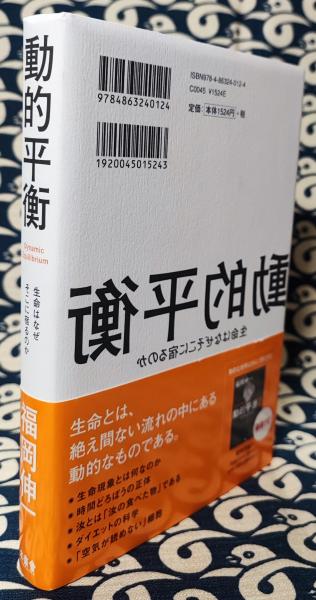 動的平衡
Dynamic
Equilibrium
生命はなぜ
そこに宿るのか
福岡伸一
9784863240124
1920045015243
ISBN978-4-86324-012-4
C0045 ¥1524E
定価：本体1524円+税
動的平衡
生命はなぜそこに宿るのか
生命とは、
絶え間ない流れの中にある
動的なものである。
●生命現象とは何なのか
●時間どろぼうの正体
●汝とは「汝の食べた物」である
●ダイエットの科学
●「空気が読めない」細胞